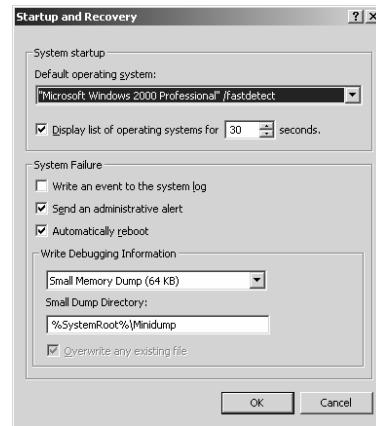 Startup and Recovery
System startup
Default operating system:
"Microsoft Windows 2000 Professional" /fastdetect
Display list of operating systems for 30 seconds.
System Failure
Write an event to the system log
Send an administrative alert
Automatically reboot
Write Debugging Information
Small Memory Dump (64 KB)
Small Dump Directory:
%SystemRoot%\Minidump
Overwrite any existing file
OK Cancel